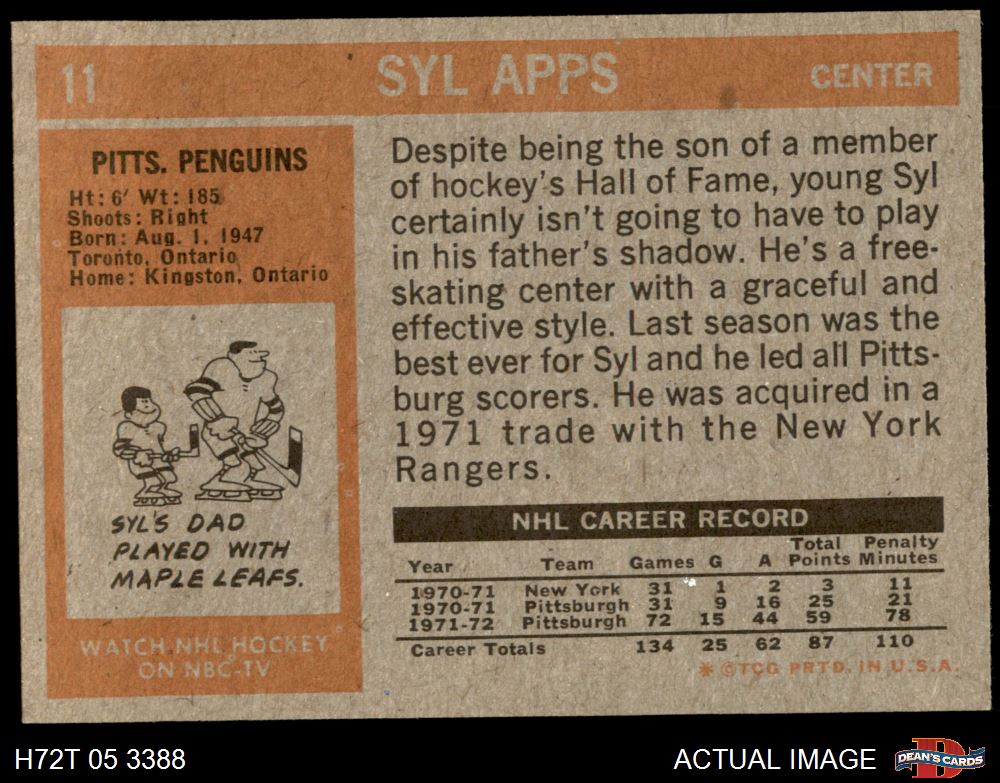 11 SYL APPS CENTER
PITTS. PENGUINS
Ht: 6' Wt: 185
Shoots: Right
Born: Aug. 1, 1947
Toronto, Ontario
Home: Kingston, Ontario
SYL'S DAD
PLAYED WITH
MAPLE LEAFS.
WATCH NHL HOCKEY
ON NBC-TV
Despite being the son of a member
of hockey's Hall of Fame, young Syl
certainly isn't going to have to play
in his father's shadow. He's a free-
skating center with a graceful and
effective style. Last season was the
best ever for Syl and he led all Pitts-
burg scorers. He was acquired in a
1971 trade with the New York
Rangers.
NHL CAREER RECORD
Total Penalty
Year Team Games G A Points Minutes
1970-71 New York 31 1 2 3 11
1970-71 Pittsburgh 31 9 16 25 21
1971-72 Pittsburgh 72 15 44 59 78
Career Totals 134 25 62 87 110
* ©TCG PRTD. IN U.S.A.
H72T 05 3388
ACTUAL IMAGE
D
DEAN'S CARDS